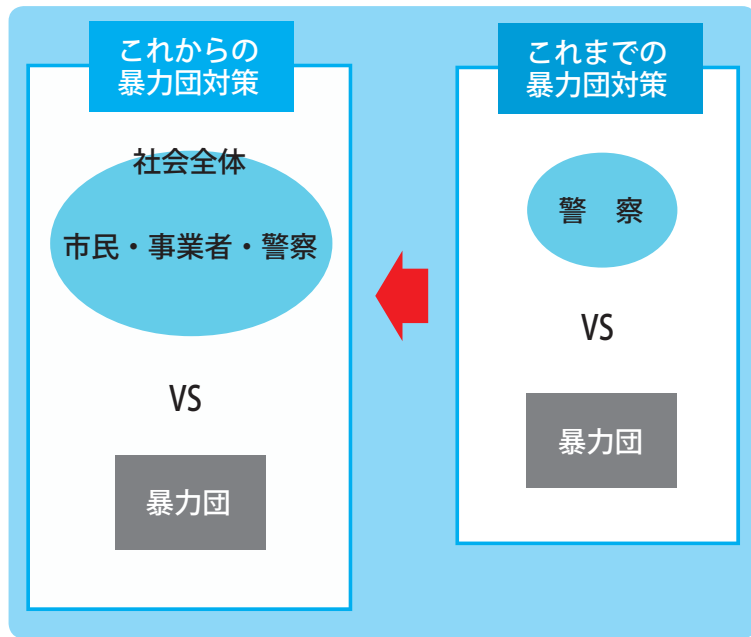 これまでの
暴力団対策
警　察
VS
暴力団
これからの
暴力団対策
社会全体
市民・事業者・警察
VS
暴力団